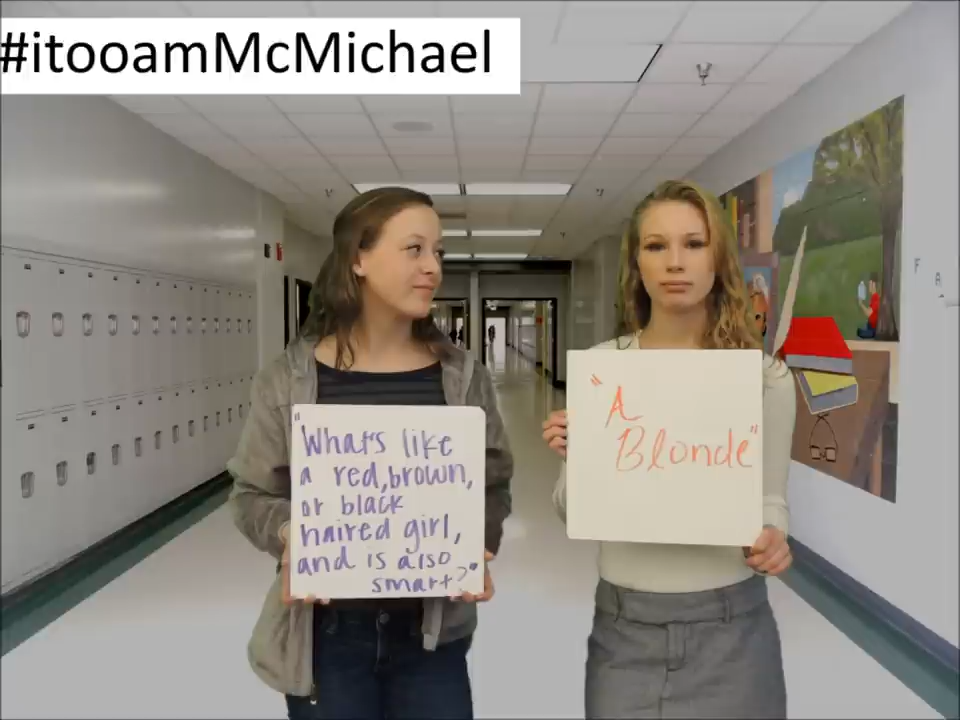 #itooamMcMichael
"What's like
a red, brown,
or black
haired girl,
and is also
smart?"
"A
Blonde"
F A